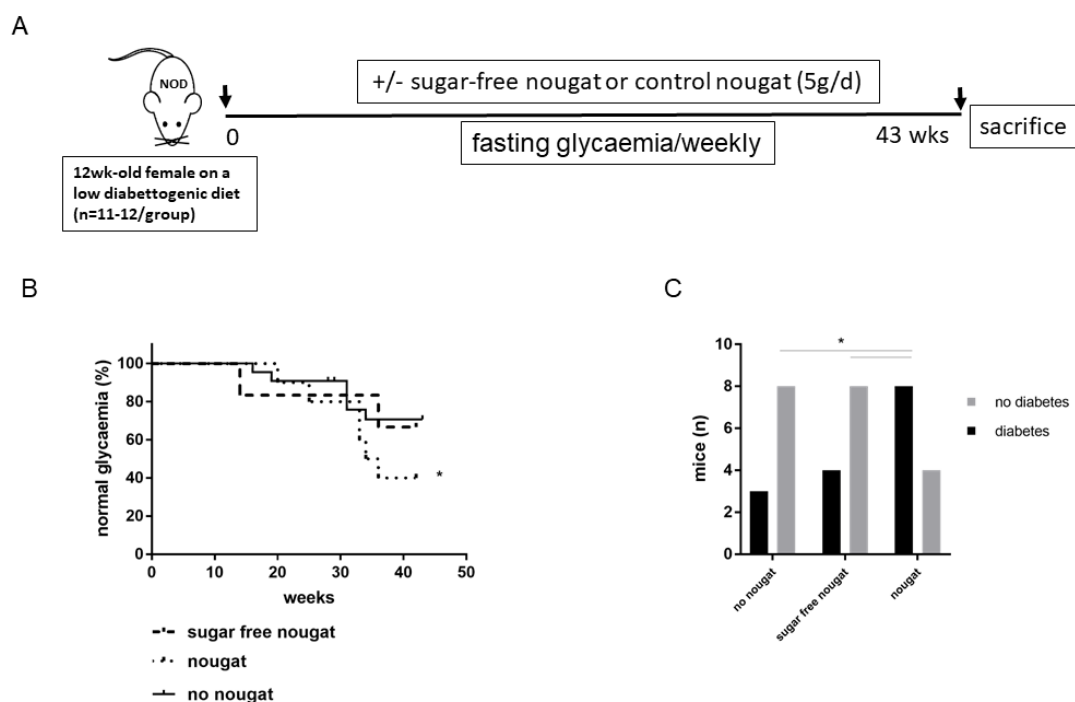 A
NOD
+/- sugar-free nougat or control nougat (5g/d)
0
fasting glycaemia/weekly
43 wks
sacrifice
12wk-old female on a
low diabettogenic diet
(n=11-12/group)
B
normal glycaemia (%)
100
80
60
40
20
0
*
0 10 20 30 40 50
weeks
sugar free nougat
nougat
no nougat
C
mice (n)
10
8
6
4
2
0
*
no nougat
sugar free nougat
nougat
no diabetes
diabetes